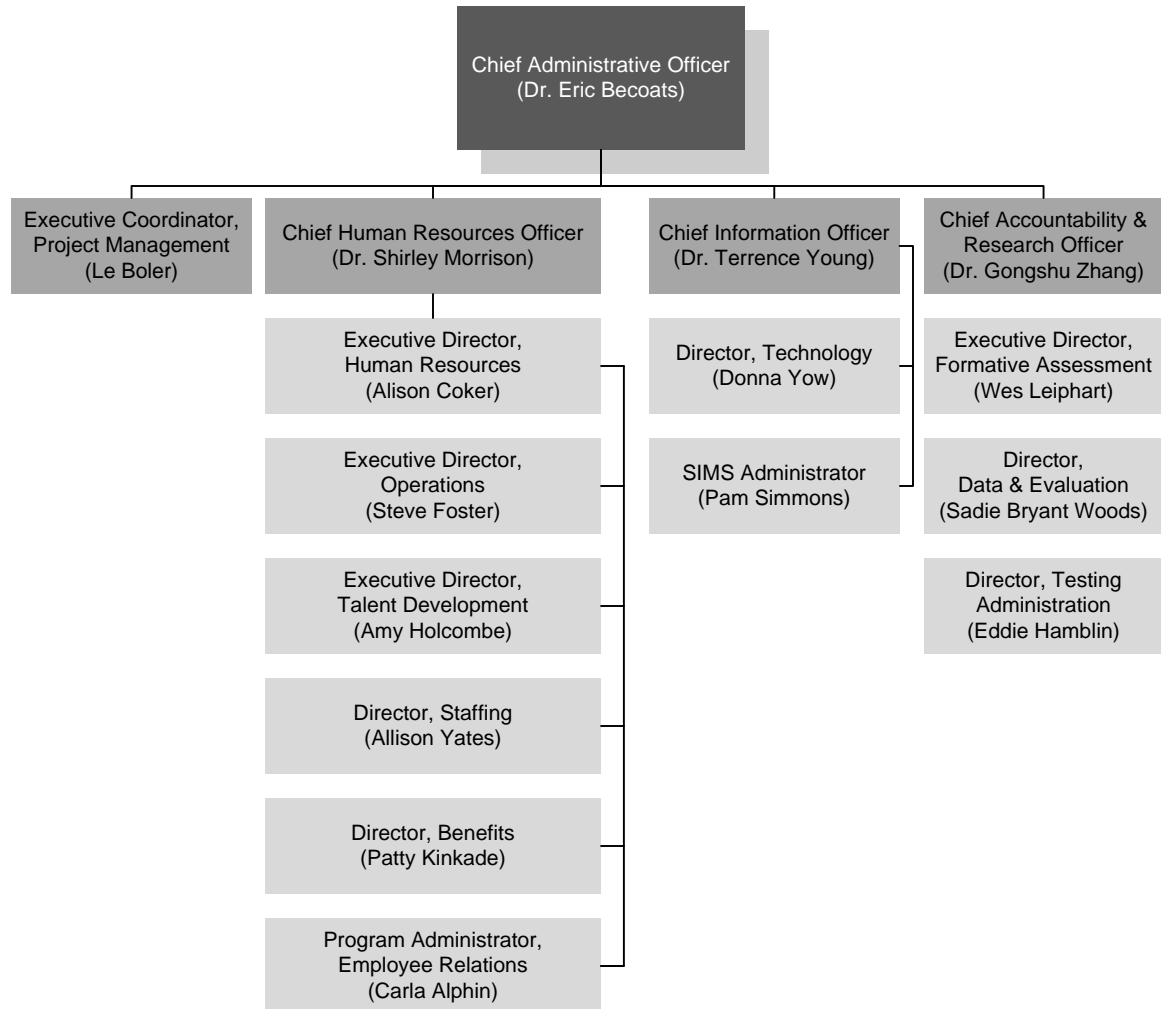 Chief Administrative Officer
(Dr. Eric Becoats)
Executive Coordinator,
Project Management
(Le Boler)
Chief Human Resources Officer
(Dr. Shirley Morrison)
Chief Information Officer
(Dr. Terrence Young)
Chief Accountability &
Research Officer
(Dr. Gongshu Zhang)
Executive Director,
Human Resources
(Alison Coker)
Executive Director,
Operations
(Steve Foster)
Executive Director,
Talent Development
(Amy Holcombe)
Director, Staffing
(Allison Yates)
Director, Benefits
(Patty Kinkade)
Program Administrator,
Employee Relations
(Carla Alphin)
Director, Technology
(Donna Yow)
SIMS Administrator
(Pam Simmons)
Executive Director,
Formative Assessment
(Wes Leiphart)
Director,
Data & Evaluation
(Sadie Bryant Woods)
Director, Testing
Administration
(Eddie Hamblin)